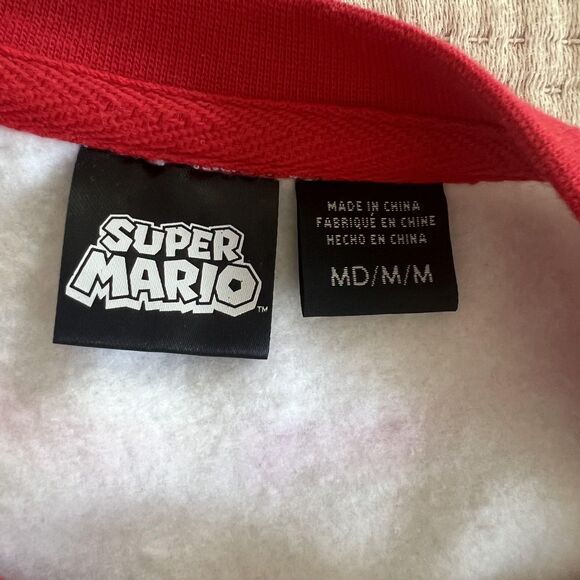 SUPER
MARIO
TM
MADE IN CHINA
FABRIQUÉ EN CHINE
HECHO EN CHINA
MD/M/M